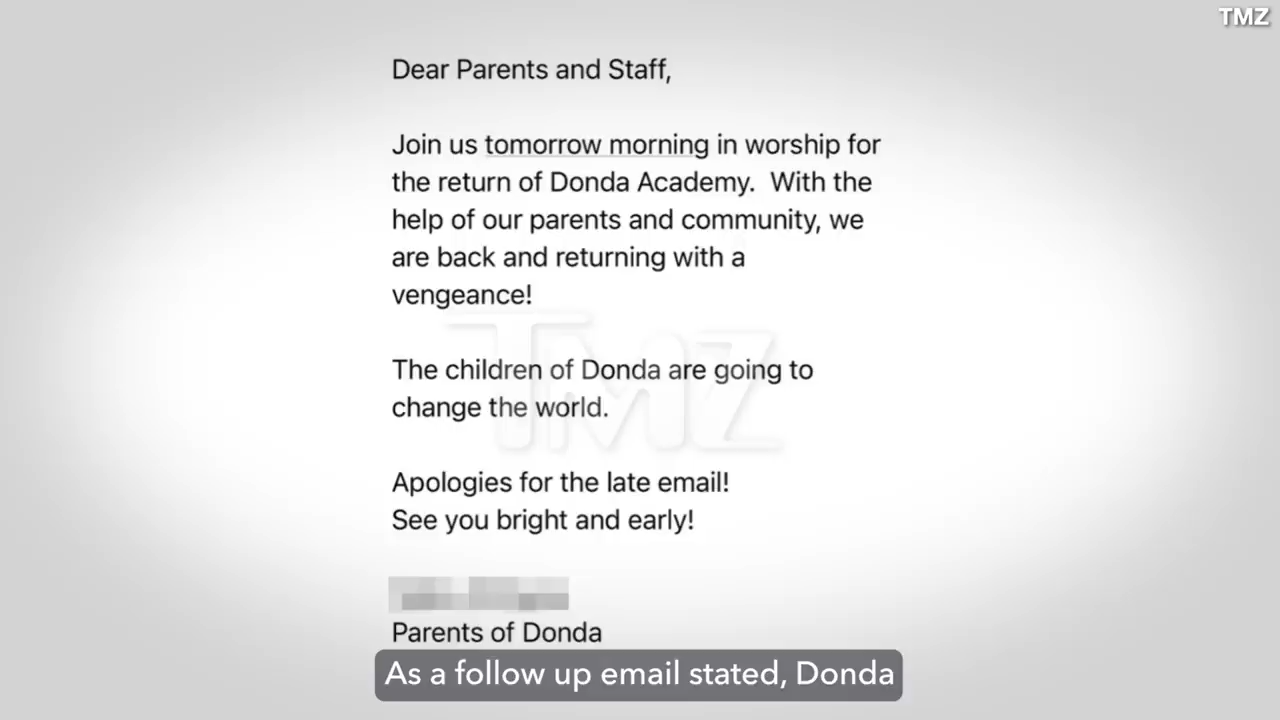 TMZ
Dear Parents and Staff,
Join us tomorrow morning in worship for
the return of Donda Academy.  With the
help of our parents and community, we
are back and returning with a
vengeance!
TMZ
The children of Donda are going to
change the world.
Apologies for the late email!
See you bright and early!
Parents of Donda
As a follow up email stated, Donda